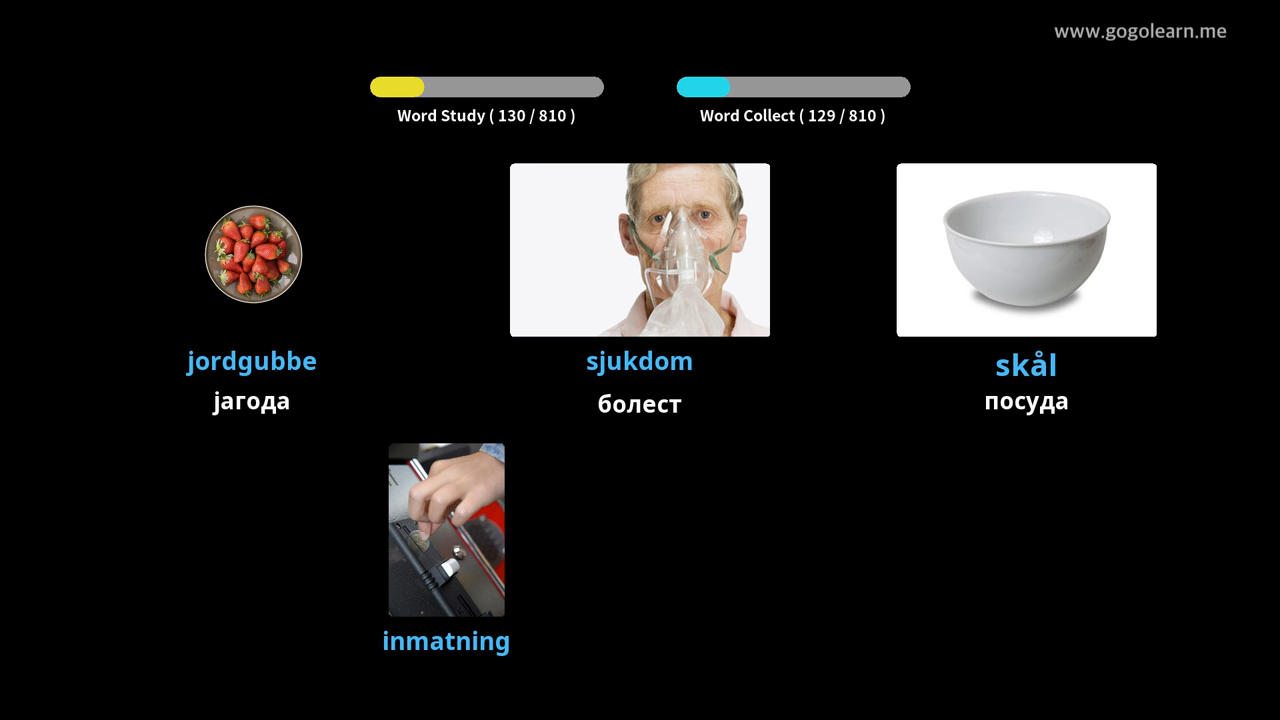 www.gogolearn.me
Word Study ( 130 / 810 )
Word Collect ( 129 / 810 )
jordgubbe
јагода
sjukdom
болест
skål
посуда
inmatning